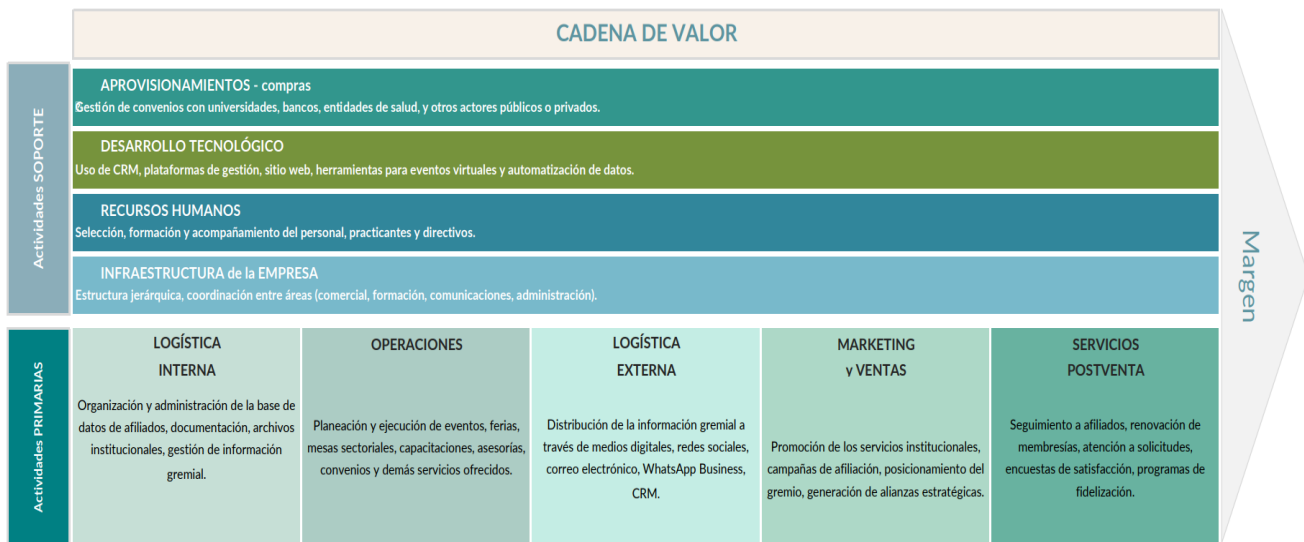 CADENA DE VALOR
Actividades SOPORTE
APROVISIONAMIENTOS - compras
Gestión de convenios con universidades, bancos, entidades de salud, y otros actores públicos o privados.
DESARROLLO TECNOLÓGICO
Uso de CRM, plataformas de gestión, sitio web, herramientas para eventos virtuales y automatización de datos.
RECURSOS HUMANOS
Selección, formación y acompañamiento del personal, practicantes y directivos.
INFRAESTRUCTURA de la EMPRESA
Estructura jerárquica, coordinación entre áreas (comercial, formación, comunicaciones, administración).
Margen
Actividades PRIMARIAS
LOGÍSTICA
INTERNA
Organización y administración de la base de
datos de afiliados, documentación, archivos
institucionales, gestión de información
gremial.
OPERACIONES
Planeación y ejecución de eventos, ferias,
mesas sectoriales, capacitaciones, asesorías,
convenios y demás servicios ofrecidos.
LOGÍSTICA
EXTERNA
Distribución de la información gremial a
través de medios digitales, redes sociales,
correo electrónico, WhatsApp Business,
CRM.
MARKETING
y VENTAS
Promoción de los servicios institucionales,
campañas de afiliación, posicionamiento del
gremio, generación de alianzas estratégicas.
SERVICIOS
POSTVENTA
Seguimiento a afiliados, renovación de
membresías, atención a solicitudes,
encuestas de satisfacción, programas de
fidelización.